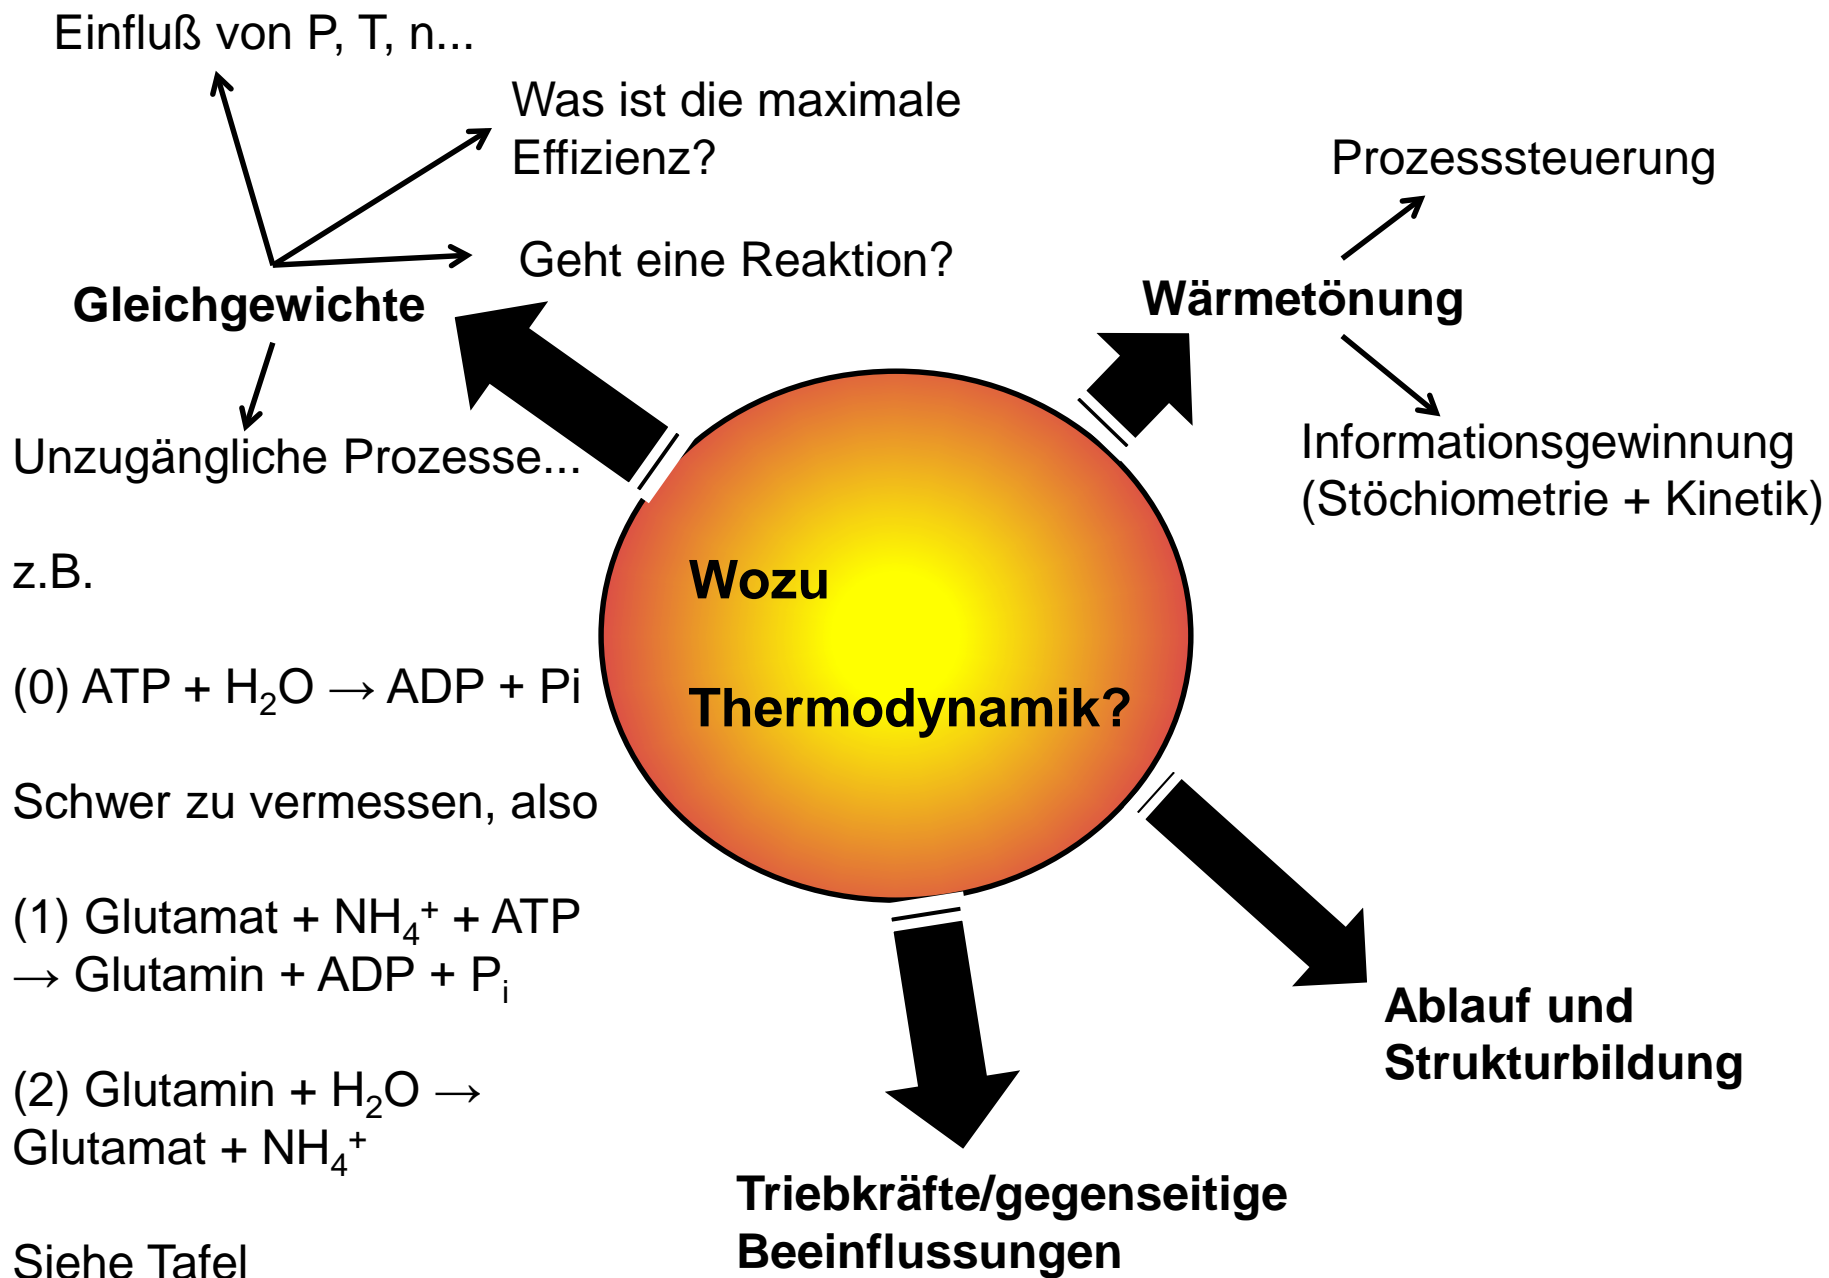 Einfluß von P, T, n...
Was ist die maximale
Effizienz?
Geht eine Reaktion?
Gleichgewichte
Unzugängliche Prozesse...
z.B.
(0) ATP + H₂O → ADP + Pi
Schwer zu vermessen, also
(1) Glutamat + NH₄⁺ + ATP
→ Glutamin + ADP + Pᵢ
(2) Glutamin + H₂O →
Glutamat + NH₄⁺
Siehe Tafel
Wozu
Thermodynamik?
Prozesssteuerung
Wärmetönung
Informationsgewinnung
(Stöchiometrie + Kinetik)
Ablauf und
Strukturbildung
Triebkräfte/gegenseitige
Beeinflussungen